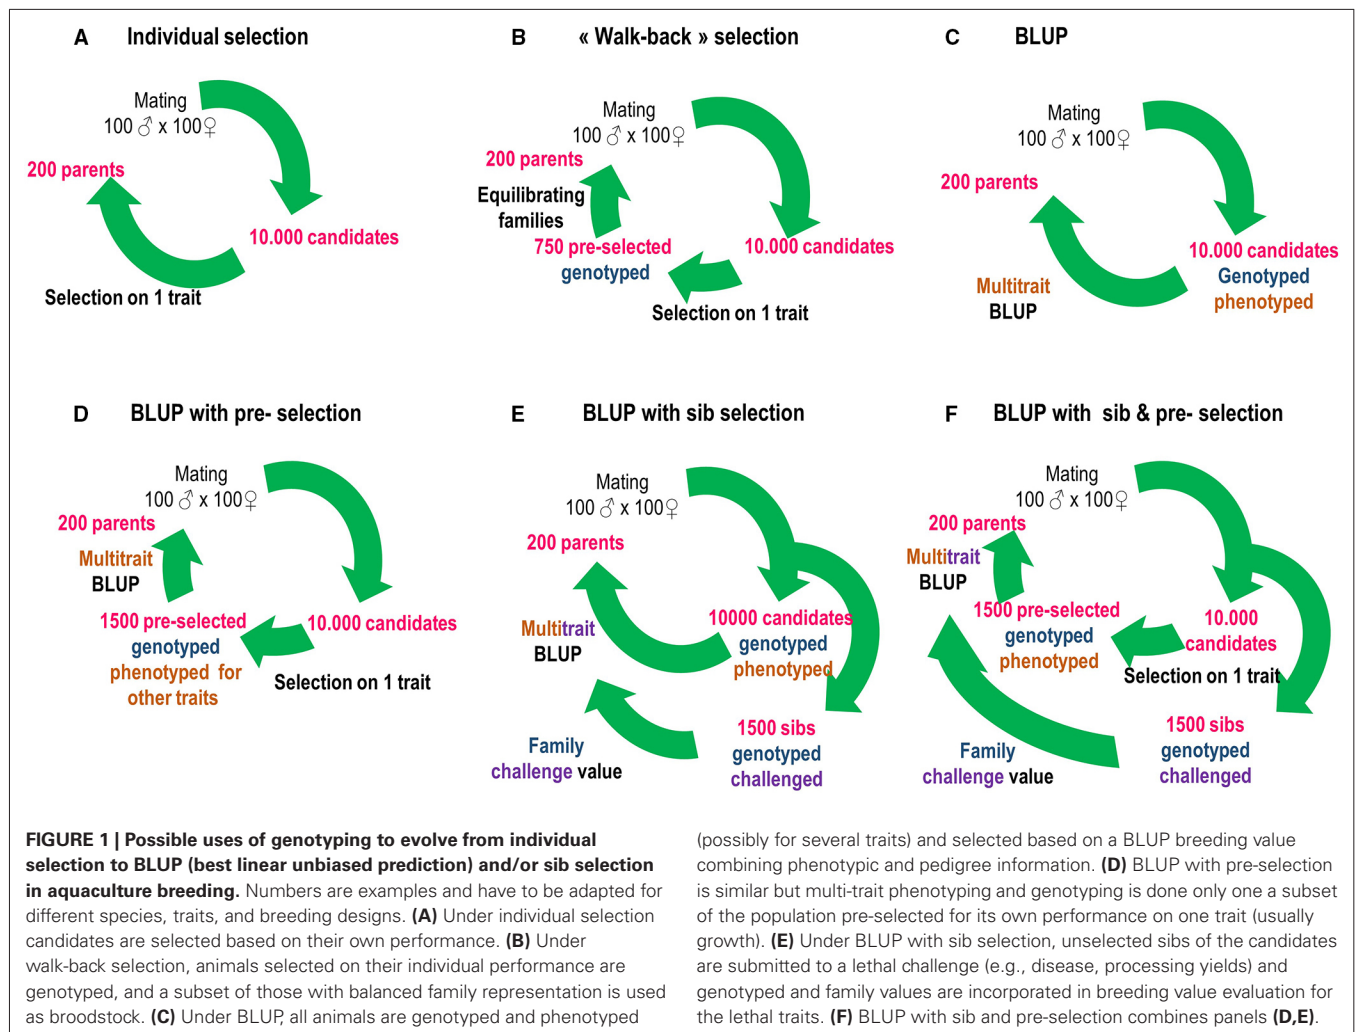 A Individual selection
Mating
100 ♂ x 100♀
200 parents
10.000 candidates
Selection on 1 trait
B « Walk-back » selection
Mating
100 ♂ x 100♀
200 parents
Equilibrating
families
750 pre-selected
genotyped
10.000 candidates
Selection on 1 trait
C BLUP
Mating
100 ♂ x 100♀
200 parents
10.000 candidates
Genotyped
phenotyped
Multitrait
BLUP
D BLUP with pre- selection
Mating
100 ♂ x 100♀
200 parents
Multitrait
BLUP
1500 pre-selected
genotyped
phenotyped for
other traits
10.000 candidates
Selection on 1 trait
E BLUP with sib selection
Mating
100 ♂ x 100♀
200 parents
10000 candidates
genotyped
phenotyped
Multitrait
BLUP
1500 sibs
genotyped
challenged
Family
challenge value
F BLUP with sib & pre- selection
Mating
100 ♂ x 100♀
200 parents
Multitrait
BLUP
1500 pre-selected
genotyped
phenotyped
10.000
candidates
Selection on 1 trait
1500 sibs
genotyped
challenged
Family
challenge value
FIGURE 1 | Possible uses of genotyping to evolve from individual
selection to BLUP (best linear unbiased prediction) and/or sib selection
in aquaculture breeding. Numbers are examples and have to be adapted for
different species, traits, and breeding designs. (A) Under individual selection
candidates are selected based on their own performance. (B) Under
walk-back selection, animals selected on their individual performance are
genotyped, and a subset of those with balanced family representation is used
as broodstock. (C) Under BLUP, all animals are genotyped and phenotyped
(possibly for several traits) and selected based on a BLUP breeding value
combining phenotypic and pedigree information. (D) BLUP with pre-selection
is similar but multi-trait phenotyping and genotyping is done only one a subset
of the population pre-selected for its own performance on one trait (usually
growth). (E) Under BLUP with sib selection, unselected sibs of the candidates
are submitted to a lethal challenge (e.g., disease, processing yields) and
genotyped and family values are incorporated in breeding value evaluation for
the lethal traits. (F) BLUP with sib and pre-selection combines panels (D,E).